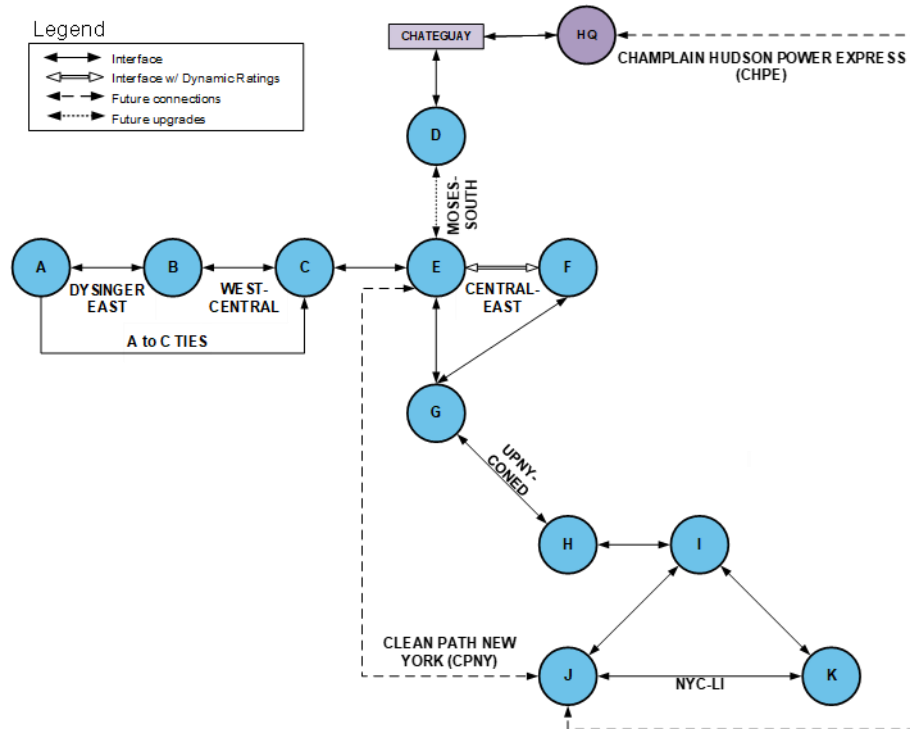 Legend
Interface
Interface w/ Dynamic Ratings
Future connections
Future upgrades
CHATEGUAY
HQ
CHAMPLAIN HUDSON POWER EXPRESS
(CHPE)
D
MOSES-
SOUTH
A
B
C
E
F
DYSINGER
EAST
WEST-
CENTRAL
CENTRAL-
EAST
A to C TIES
G
UPNY-
CONED
H
I
CLEAN PATH NEW
YORK (CPNY)
J
K
NYC-LI